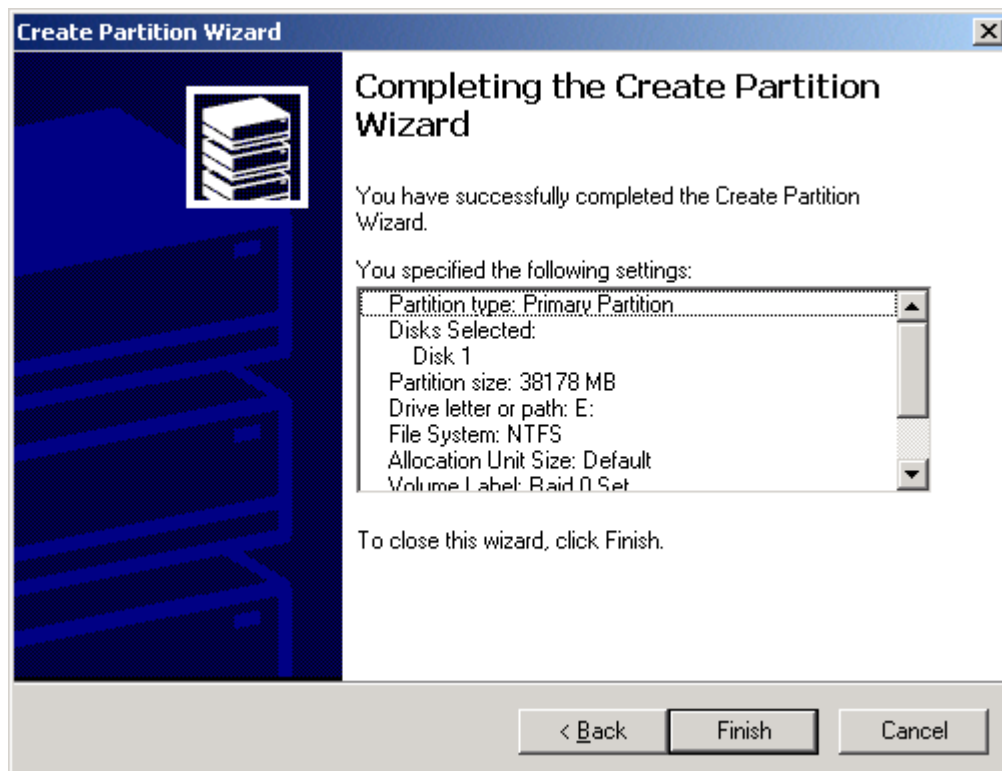 Create Partition Wizard
Completing the Create Partition
Wizard
You have successfully completed the Create Partition
Wizard.
You specified the following settings:
Partition type: Primary Partition
Disks Selected:
Disk 1
Partition size: 38178 MB
Drive letter or path: E:
File System: NTFS
Allocation Unit Size: Default
Volume Label: Raid 0 Set
To close this wizard, click Finish.
< Back
Finish
Cancel